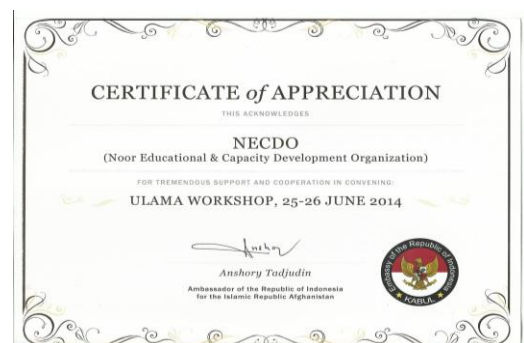 CERTIFICATE of APPRECIATION
THIS ACKNOWLEDGES
NECDO
(Noor Educational & Capacity Development Organization)
FOR TREMENDOUS SUPPORT AND COOPERATION IN CONVENING:
ULAMA WORKSHOP, 25-26 JUNE 2014
Anshory
Anshory Tadjudin
Ambassador of the Republic of Indonesia
for the Islamic Republic Afghanistan
Embassy of the Republic of Indonesia
KABUL